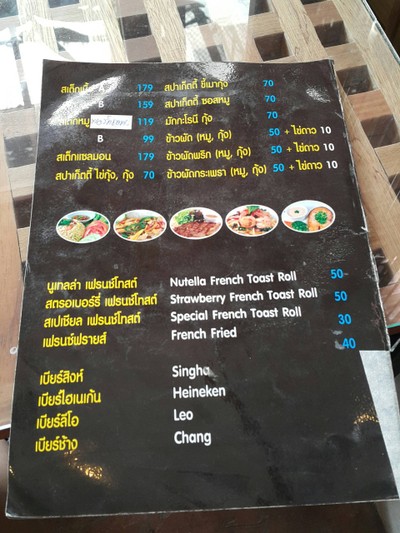 สเต็กเนื้อ A 179 สปาเก็ตตี้ ขี้เมากุ้ง 70
B 159 สปาเก็ตตี้ ซอสหมู 70
สเต็กหมู 119 มักกะโรนี กุ้ง 70
B 99 ข้าวผัด (หมู, กุ้ง) 50 + ไข่ดาว 10
สเต็กแซลมอน 179 ข้าวผัดพริก (หมู, กุ้ง) 50 + ไข่ดาว 10
สปาเก็ตตี้ ไข่กุ้ง, กุ้ง 70 ข้าวผัดกระเพรา (หมู, กุ้ง) 50 + ไข่ดาว 10
นูเทลล่า เฟรนช์โทสต์ Nutella French Toast Roll 50-
สตรอเบอร์รี่ เฟรนช์โทสต์ Strawberry French Toast Roll 50
สเปเชียล เฟรนช์โทสต์ Special French Toast Roll 30
เฟรนช์ฟรายส์ French Fried 40
เบียร์สิงห์ Singha
เบียร์ไฮเนเก้น Heineken
เบียร์ลีโอ Leo
เบียร์ช้าง Chang